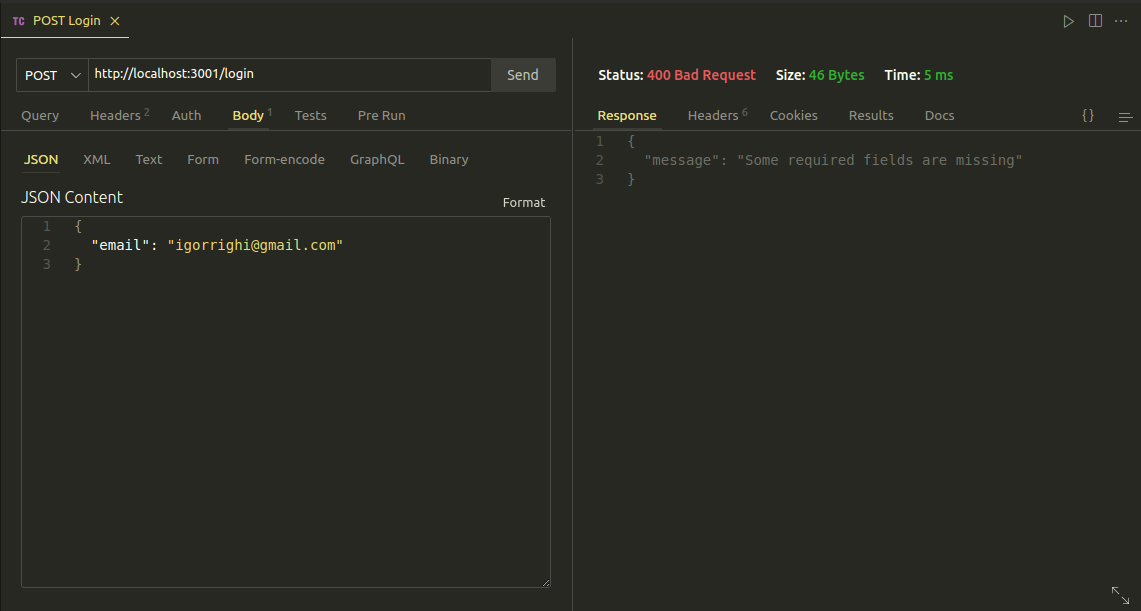 TC POST Login
POST http://localhost:3001/login Send
Query Headers 2 Auth Body 1 Tests Pre Run
JSON XML Text Form Form-encode GraphQL Binary
JSON Content
Format
1 {
2 "email": "igorrighi@gmail.com"
3 }
Status: 400 Bad Request Size: 46 Bytes Time: 5 ms
Response Headers 6 Cookies Results Docs {}
1 {
2 "message": "Some required fields are missing"
3 }